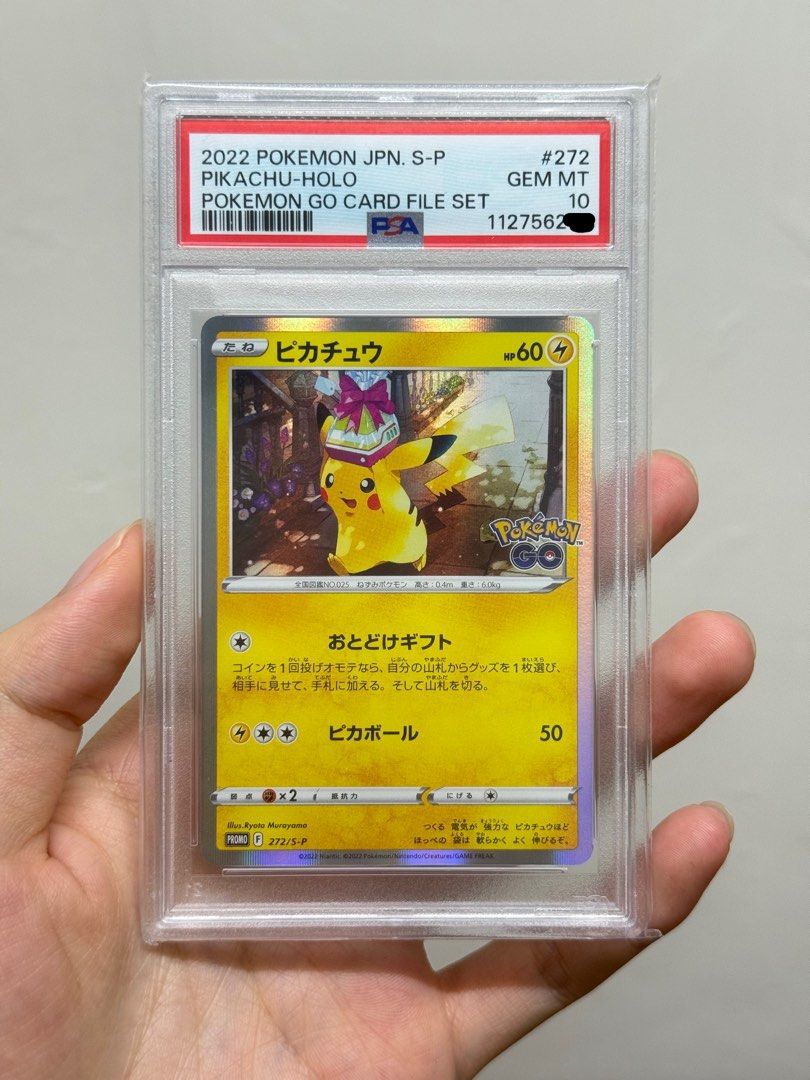 2022 POKEMON JPN. S-P #272
PIKACHU-HOLO GEM MT
POKEMON GO CARD FILE SET 10
PSA 1127562
たね ピカチュウ HP60
Pokémon GO™
全国図鑑NO.025 ねずみポケモン 高さ:0.4m 重さ:6.0kg
おとどけギフト
コインを1回投げオモテなら、自分の山札からグッズを1枚選び、
相手に見せて、手札に加える。そして山札を切る。
ピカボール 50
弱点 ×2 抵抗力 にげる
Illus.Ryota Murayama
つくる 電気が 強力な ピカチュウほど
ほっぺの 袋は 軟らかく よく 伸びるぞ。
PROMO F 272/S-P
©2022 Niantic. ©2022 Pokémon/Nintendo/Creatures/GAME FREAK